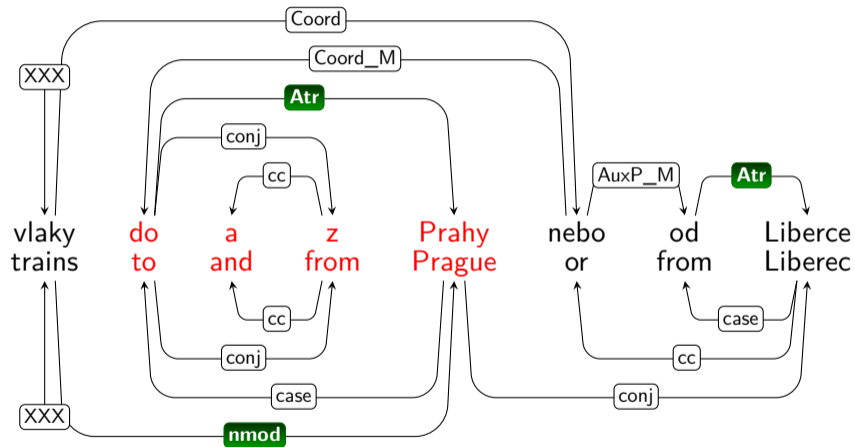 Coord
Coord_M
XXX
Atr
conj
cc
AuxP_M
Atr
vlaky do a z Prahy nebo od Liberce
trains to and from Prague or from Liberec
cc
case
conj
cc
case
conj
XXX
nmod